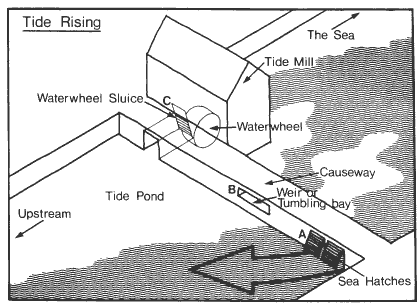 Tide Rising
The Sea
Tide Mill
Waterwheel
Sluice
C
Waterwheel
Causeway
B
Weir or
Tumbling bay
Tide Pond
A
Upstream
Sea Hatches